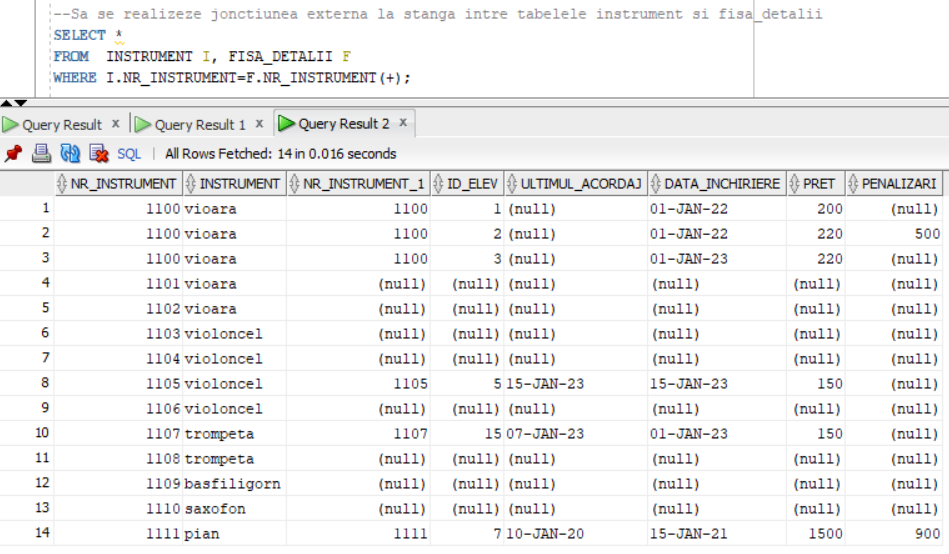 --Sa se realizeze jonctiunea externa la stanga intre tabelele instrument si fisa_detalii
SELECT *
FROM  INSTRUMENT I, FISA_DETALII F
WHERE I.NR_INSTRUMENT=F.NR_INSTRUMENT(+);
Query Result x Query Result 1 x Query Result 2 x
SQL | All Rows Fetched: 14 in 0.016 seconds
NR_INSTRUMENT INSTRUMENT NR_INSTRUMENT_1 ID_ELEV ULTIMUL_ACORDAJ DATA_INCHIRIERE PRET PENALIZARI
1 1100 vioara 1100 1 (null) 01-JAN-22 200 (null)
2 1100 vioara 1100 2 (null) 01-JAN-22 220 500
3 1100 vioara 1100 3 (null) 01-JAN-23 220 (null)
4 1101 vioara (null) (null) (null) (null) (null) (null)
5 1102 vioara (null) (null) (null) (null) (null) (null)
6 1103 violoncel (null) (null) (null) (null) (null) (null)
7 1104 violoncel (null) (null) (null) (null) (null) (null)
8 1105 violoncel 1105 5 15-JAN-23 15-JAN-23 150 (null)
9 1106 violoncel (null) (null) (null) (null) (null) (null)
10 1107 trompeta 1107 15 07-JAN-23 01-JAN-23 150 (null)
11 1108 trompeta (null) (null) (null) (null) (null) (null)
12 1109 basfiligorn (null) (null) (null) (null) (null) (null)
13 1110 saxofon (null) (null) (null) (null) (null) (null)
14 1111 pian 1111 7 10-JAN-20 15-JAN-21 1500 900